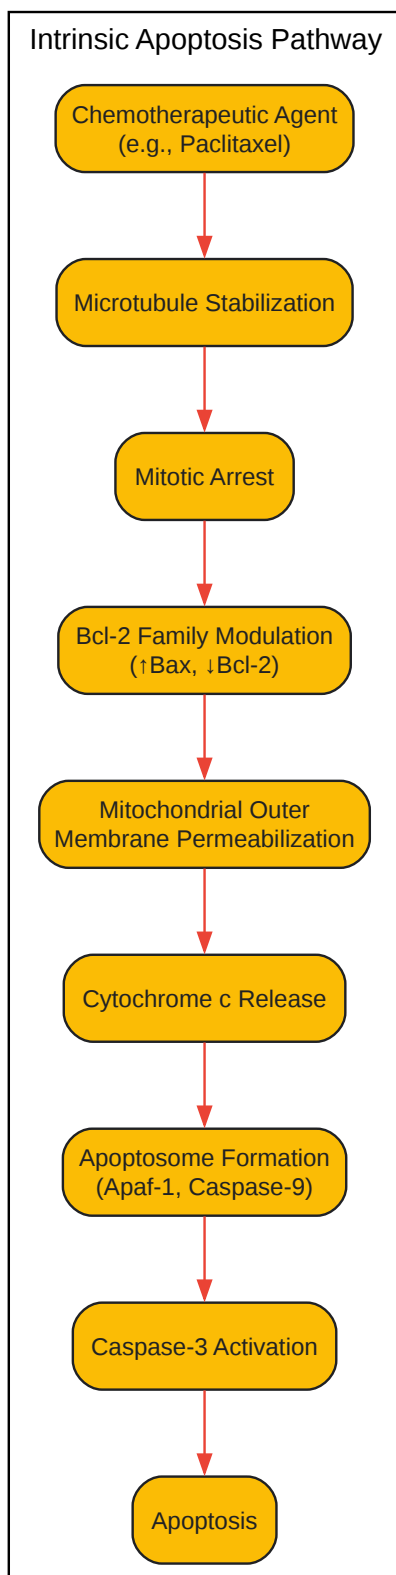 Intrinsic Apoptosis Pathway
Chemotherapeutic Agent
(e.g., Paclitaxel)
Microtubule Stabilization
Mitotic Arrest
Bcl-2 Family Modulation
(↑Bax, ↓Bcl-2)
Mitochondrial Outer
Membrane Permeabilization
Cytochrome c Release
Apoptosome Formation
(Apaf-1, Caspase-9)
Caspase-3 Activation
Apoptosis